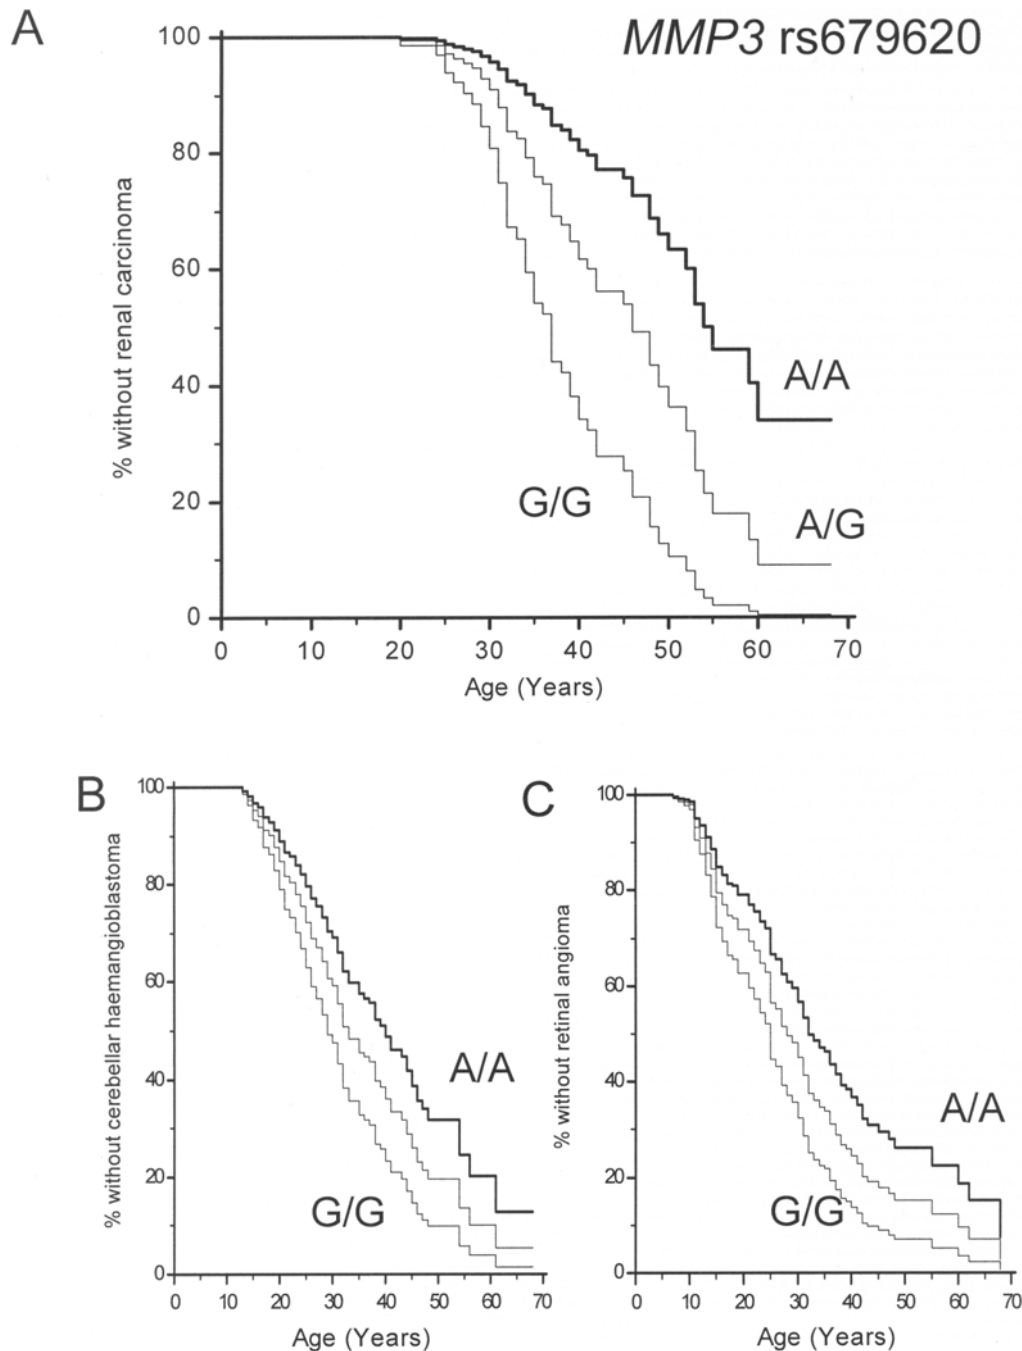 A
MMP3 rs679620
100
80
60
40
20
0
% without renal carcinoma
A/A
G/G
A/G
0 10 20 30 40 50 60 70
Age (Years)
B
100
80
60
40
20
0
% without cerebellar haemangioblastoma
A/A
G/G
0 10 20 30 40 50 60 70
Age (Years)
C
100
80
60
40
20
0
% without retinal angioma
A/A
G/G
0 10 20 30 40 50 60 70
Age (Years)